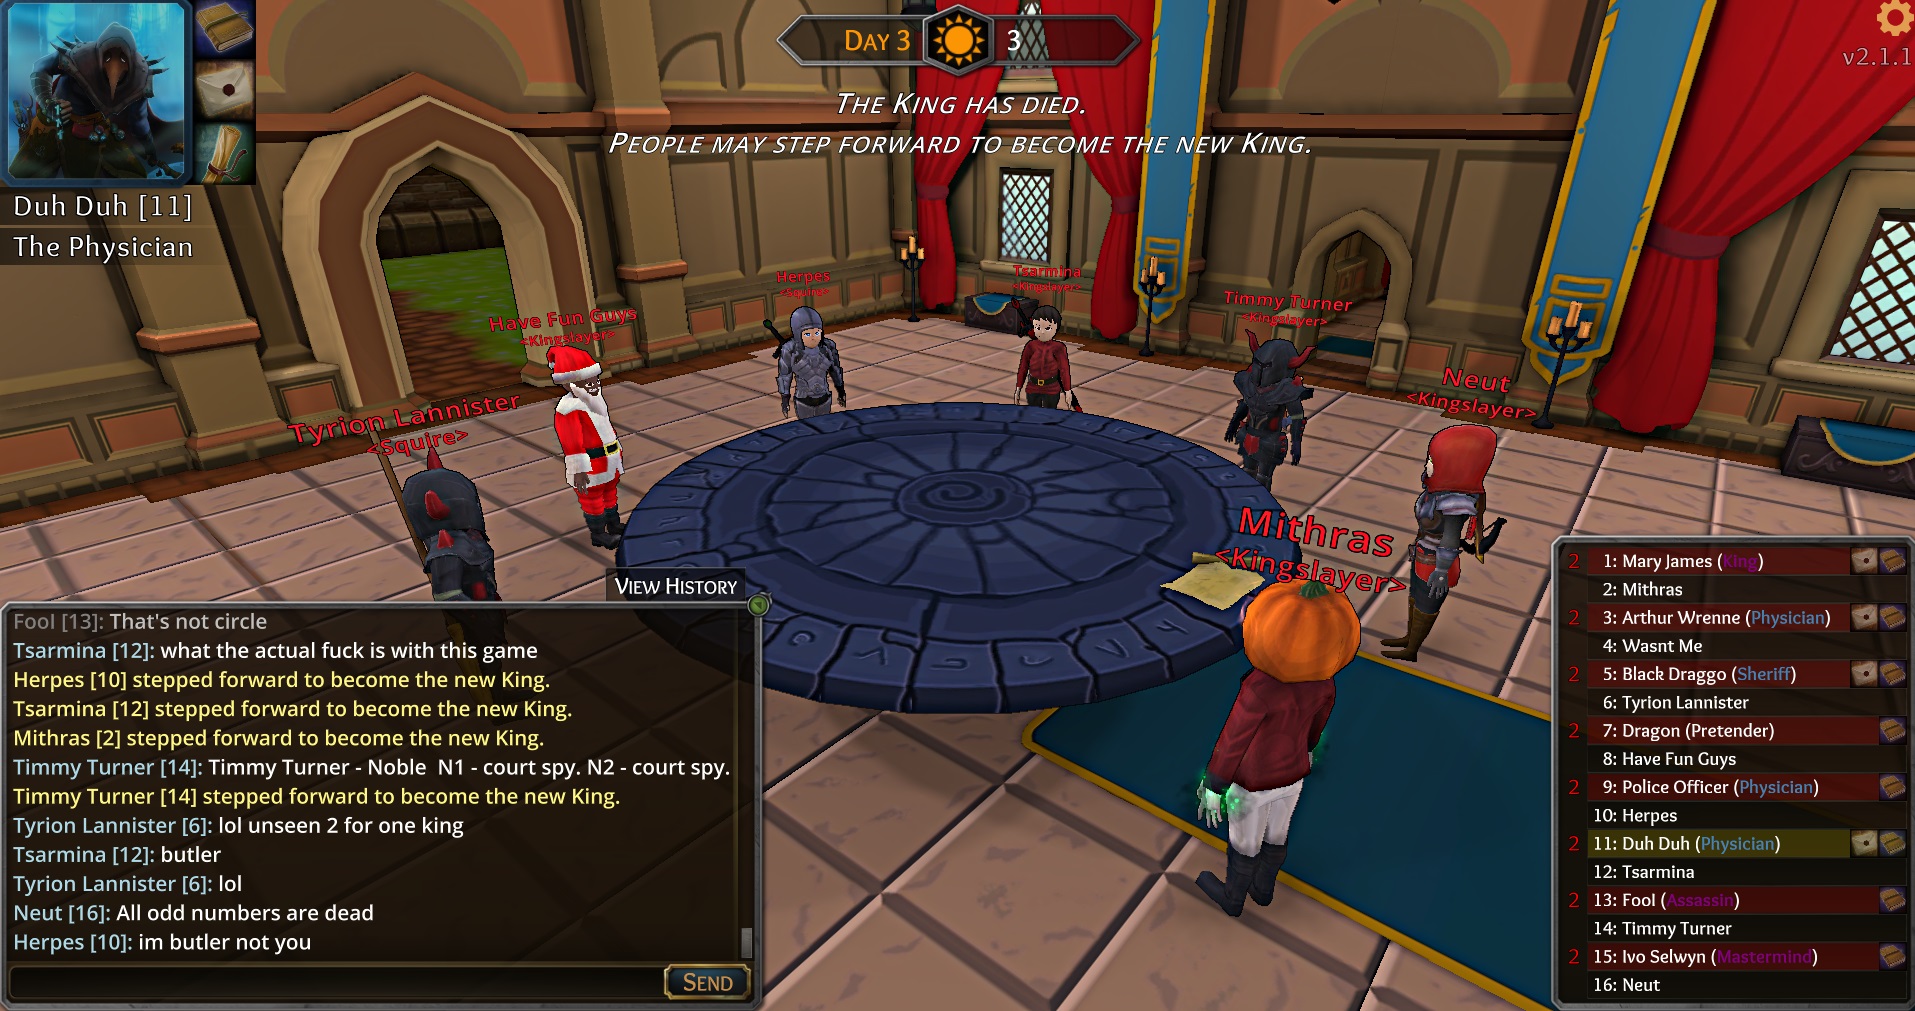 DAY 3 3
v2.1.1
THE KING HAS DIED.
PEOPLE MAY STEP FORWARD TO BECOME THE NEW KING.
DUH DUH [11]
THE PHYSICIAN
Herpes
<Squire>
Tsarmina
<Kingslayer>
Have Fun Guys
<Kingslayer>
Timmy Turner
<Kingslayer>
Neut
<Kingslayer>
Tyrion Lannister
<Squire>
Mithras
<Kingslayer>
VIEW HISTORY
Fool [13]: That's not circle
Tsarmina [12]: what the actual fuck is with this game
Herpes [10] stepped forward to become the new King.
Tsarmina [12] stepped forward to become the new King.
Mithras [2] stepped forward to become the new King.
Timmy Turner [14]: Timmy Turner - Noble N1 - court spy. N2 - court spy.
Timmy Turner [14] stepped forward to become the new King.
Tyrion Lannister [6]: lol unseen 2 for one king
Tsarmina [12]: butler
Tyrion Lannister [6]: lol
Neut [16]: All odd numbers are dead
Herpes [10]: im butler not you
SEND
2 1: Mary James (King)
2: Mithras
2 3: Arthur Wrenne (Physician)
4: Wasnt Me
2 5: Black Draggo (Sheriff)
6: Tyrion Lannister
2 7: Dragon (Pretender)
8: Have Fun Guys
2 9: Police Officer (Physician)
10: Herpes
2 11: Duh Duh (Physician)
12: Tsarmina
2 13: Fool (Assassin)
14: Timmy Turner
2 15: Ivo Selwyn (Mastermind)
16: Neut